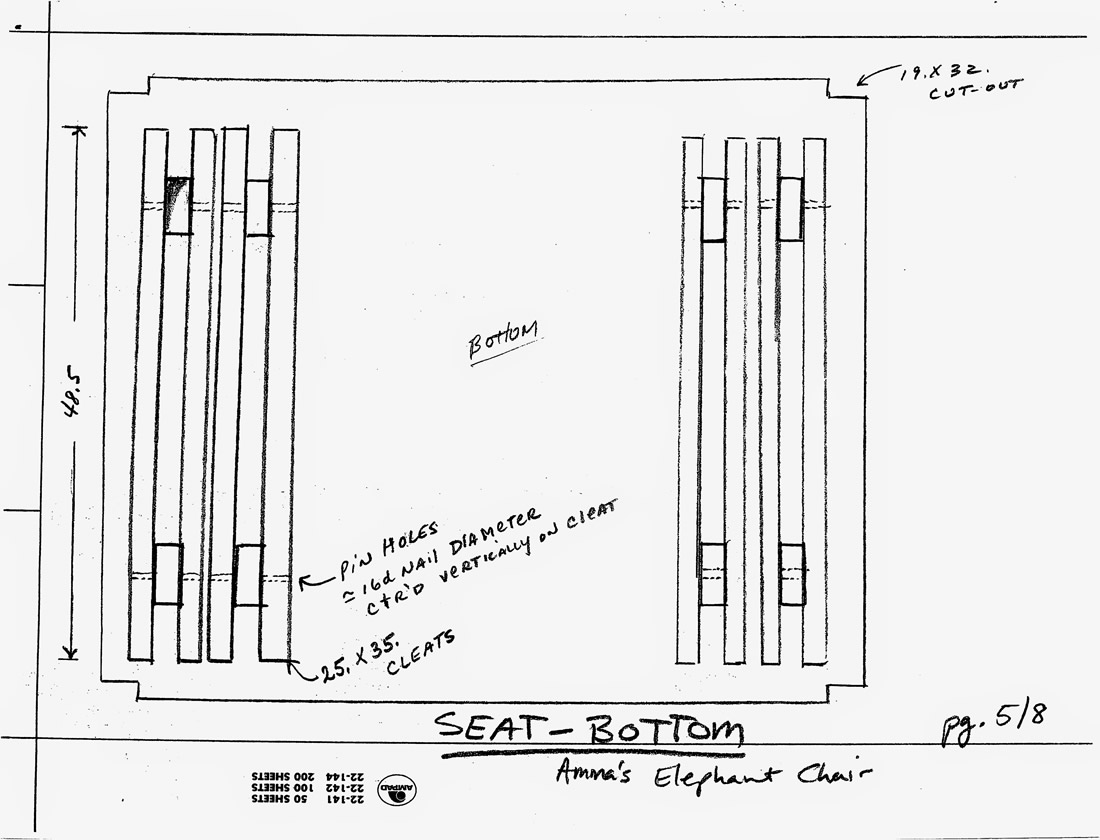 19. X 32.
CUT-OUT
48.5
BOTTOM
PIN HOLES
≈ 16d NAIL DIAMETER
CTR'D VERTICALLY ON CLEAT
25. X 35.
CLEATS
SEAT-BOTTOM
pg. 5/8
Amma's Elephant Chair
22-141 50 SHEETS
22-142 100 SHEETS
22-144 200 SHEETS
AMPAD